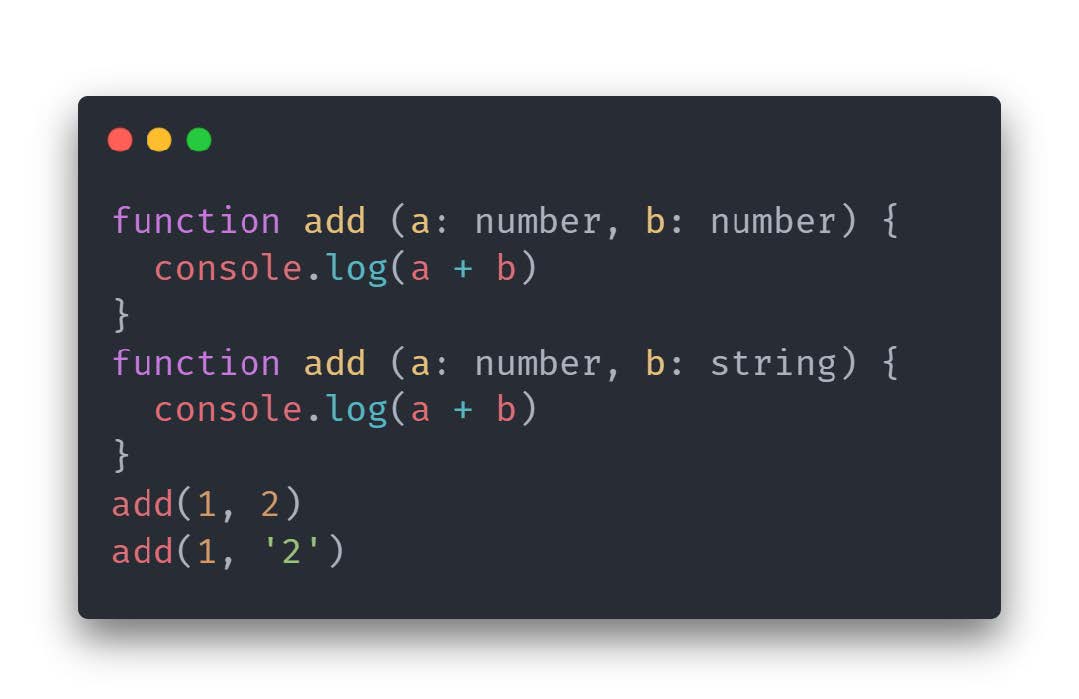 function add (a: number, b: number) {
  console.log(a + b)
}
function add (a: number, b: string) {
  console.log(a + b)
}
add(1, 2)
add(1, '2')